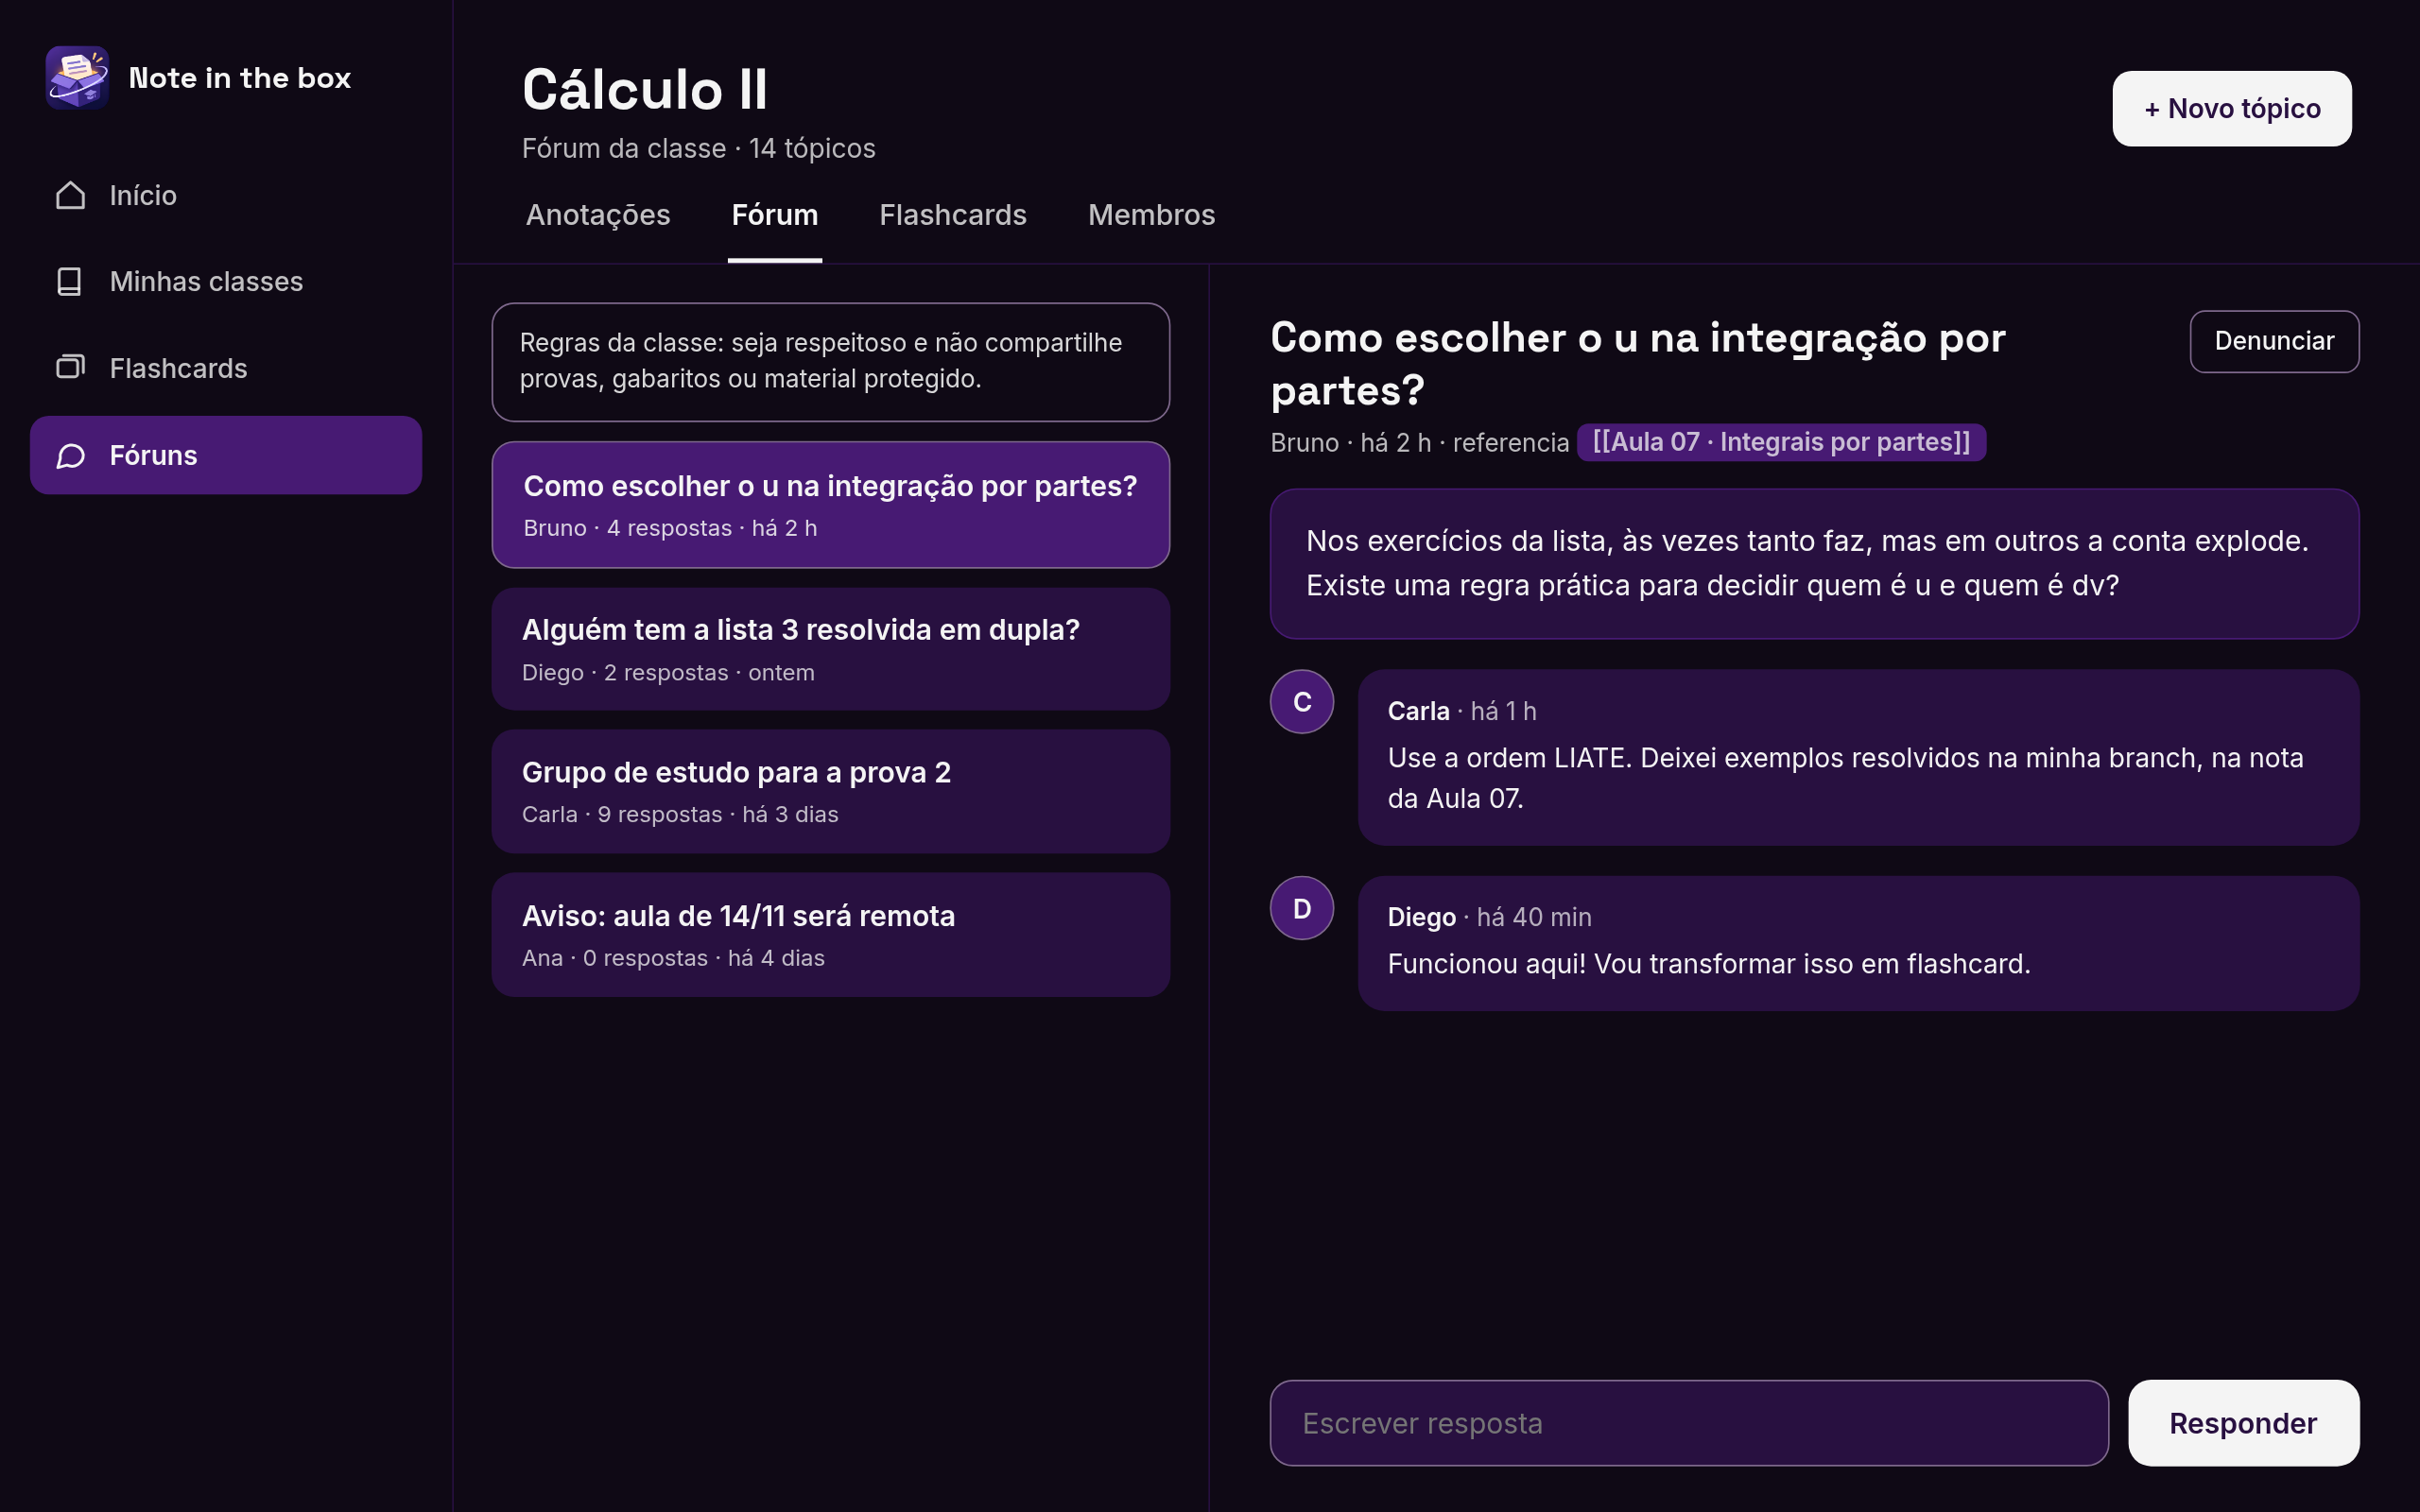 Note in the box
Início
Minhas classes
Flashcards
Fóruns
Cálculo II
Fórum da classe · 14 tópicos
+ Novo tópico
Anotações
Fórum
Flashcards
Membros
Regras da classe: seja respeitoso e não compartilhe
provas, gabaritos ou material protegido.
Como escolher o u na integração por partes?
Bruno · 4 respostas · há 2 h
Alguém tem a lista 3 resolvida em dupla?
Diego · 2 respostas · ontem
Grupo de estudo para a prova 2
Carla · 9 respostas · há 3 dias
Aviso: aula de 14/11 será remota
Ana · 0 respostas · há 4 dias
Como escolher o u na integração por
partes?
Denunciar
Bruno · há 2 h · referencia [[Aula 07 · Integrais por partes]]
Nos exercícios da lista, às vezes tanto faz, mas em outros a conta explode.
Existe uma regra prática para decidir quem é u e quem é dv?
C
Carla · há 1 h
Use a ordem LIATE. Deixei exemplos resolvidos na minha branch, na nota
da Aula 07.
D
Diego · há 40 min
Funcionou aqui! Vou transformar isso em flashcard.
Escrever resposta
Responder